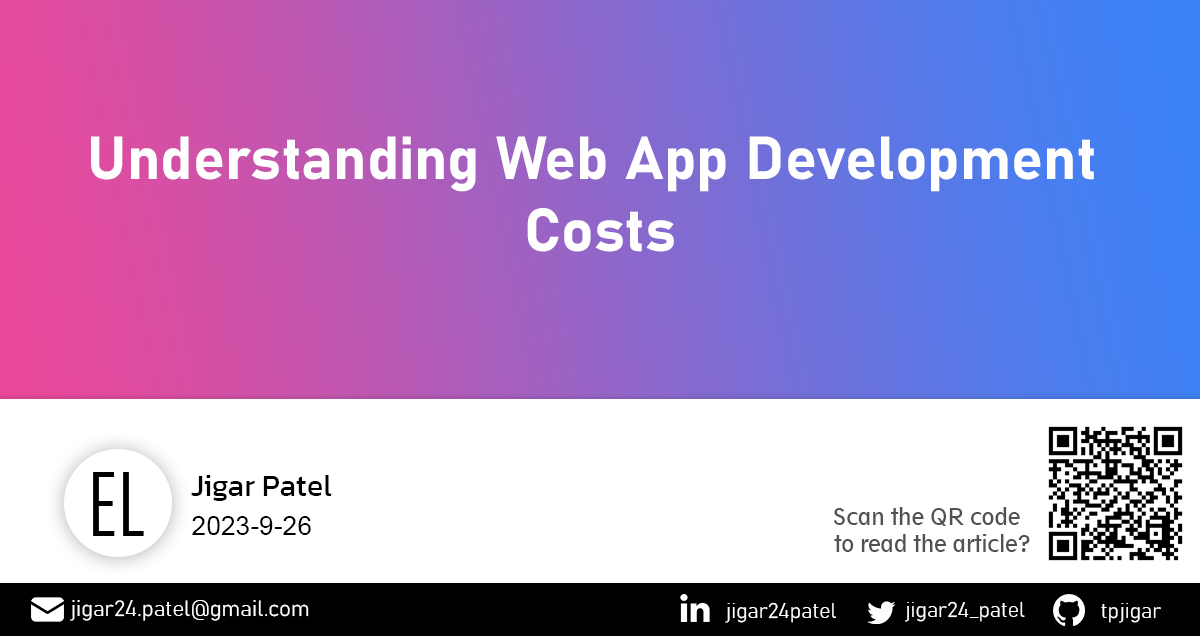 Understanding Web App Development
Costs
EL
Jigar Patel
2023-9-26
Scan the QR code
to read the article?
jigar24.patel@gmail.com
in jigar24patel
jigar24_patel
tpjigar